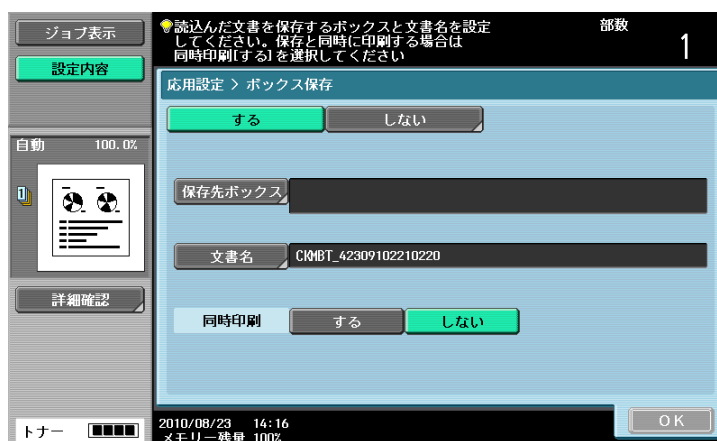 ジョブ表示
設定内容
読込んだ文書を保存するボックスと文書名を設定
してください。保存と同時に印刷する場合は
同時印刷[する]を選択してください
部数
1
応用設定 > ボックス保存
する
しない
自動 100.0%
1
保存先ボックス
文書名
CKMBT_42309102210220
詳細確認
同時印刷
する
しない
トナー
2010/08/23 14:16
メモリー残量 100%
OK